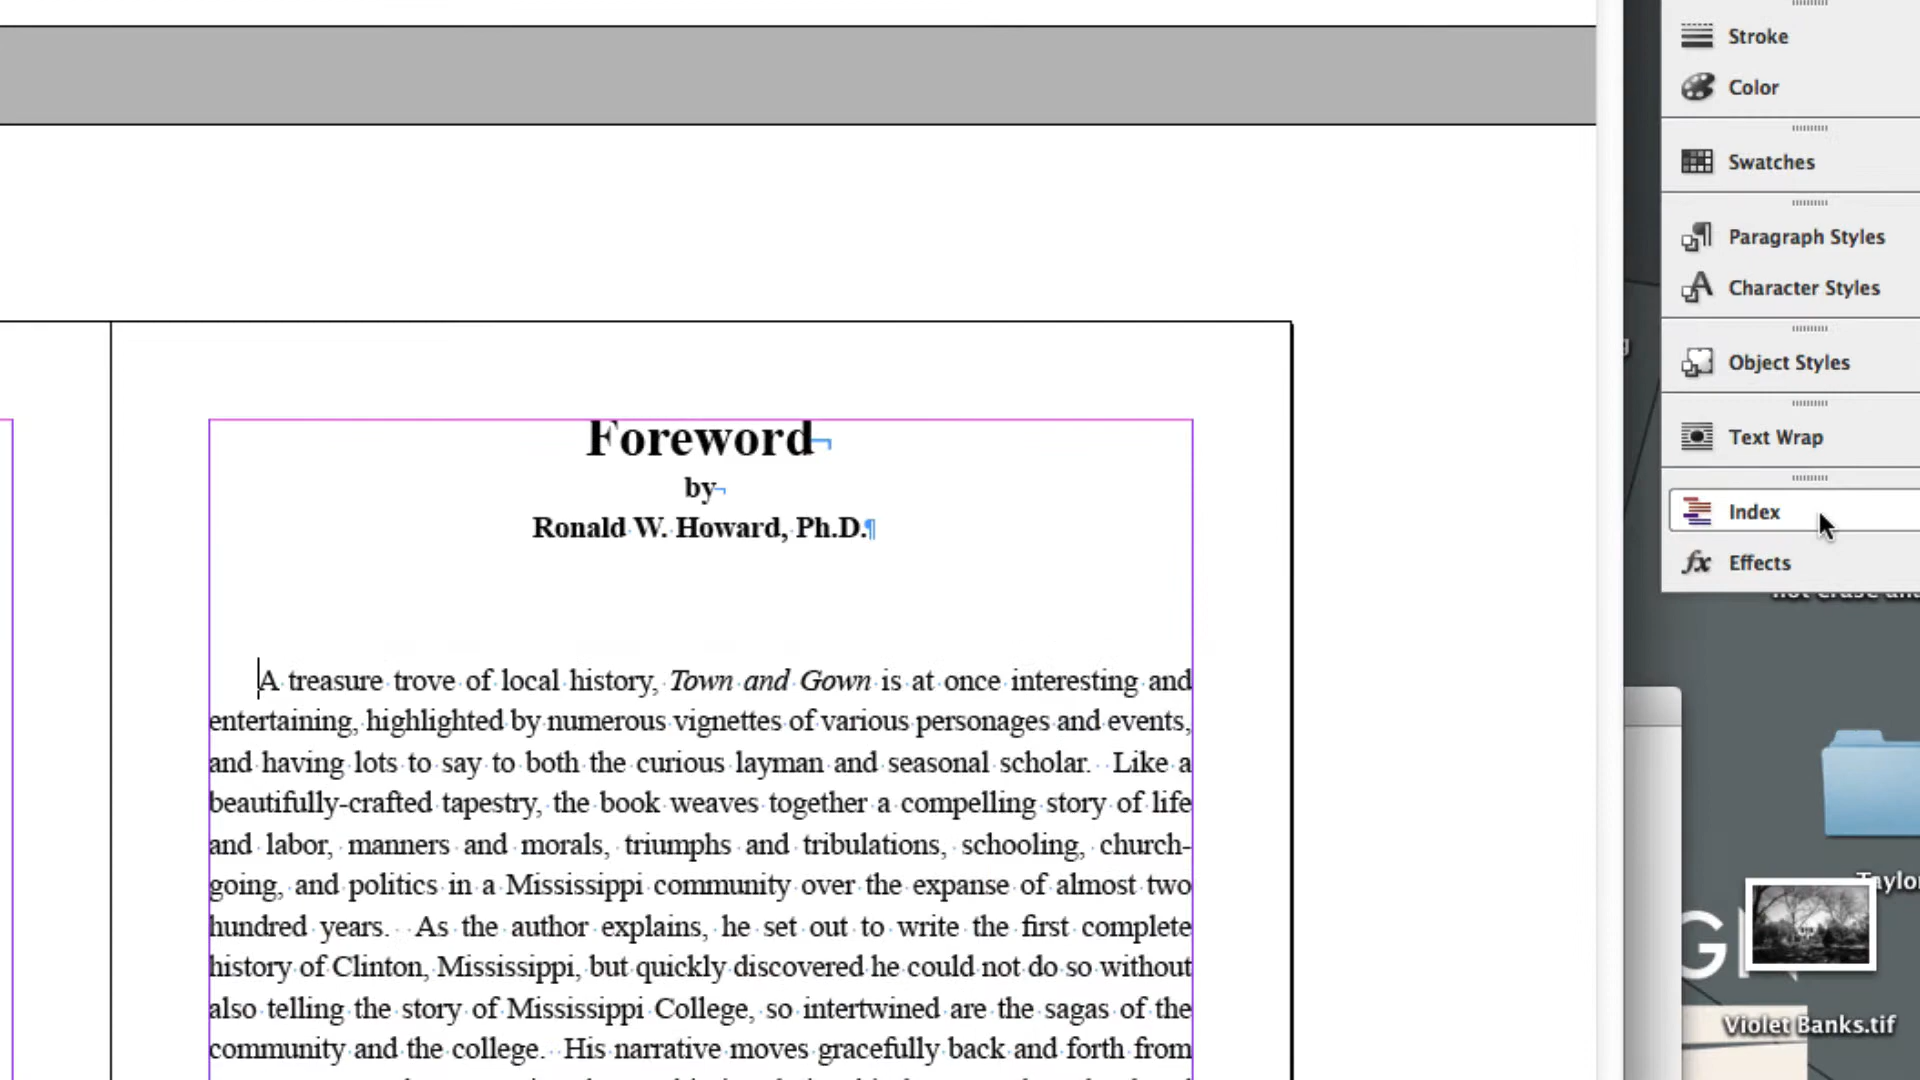 Stroke
Color
Swatches
Paragraph Styles
Character Styles
Object Styles
Text Wrap
Index
Effects
Foreword¬
by¬
Ronald W. Howard, Ph.D.¶
A treasure trove of local history, Town and Gown is at once interesting and
entertaining, highlighted by numerous vignettes of various personages and events,
and having lots to say to both the curious layman and seasonal scholar.  Like a
beautifully-crafted tapestry, the book weaves together a compelling story of life
and labor, manners and morals, triumphs and tribulations, schooling, church-
going, and politics in a Mississippi community over the expanse of almost two
hundred years.  As the author explains, he set out to write the first complete
history of Clinton, Mississippi, but quickly discovered he could not do so without
also telling the story of Mississippi College, so intertwined are the sagas of the
community and the college.  His narrative moves gracefully back and forth from
Taylor
Violet Banks.tif